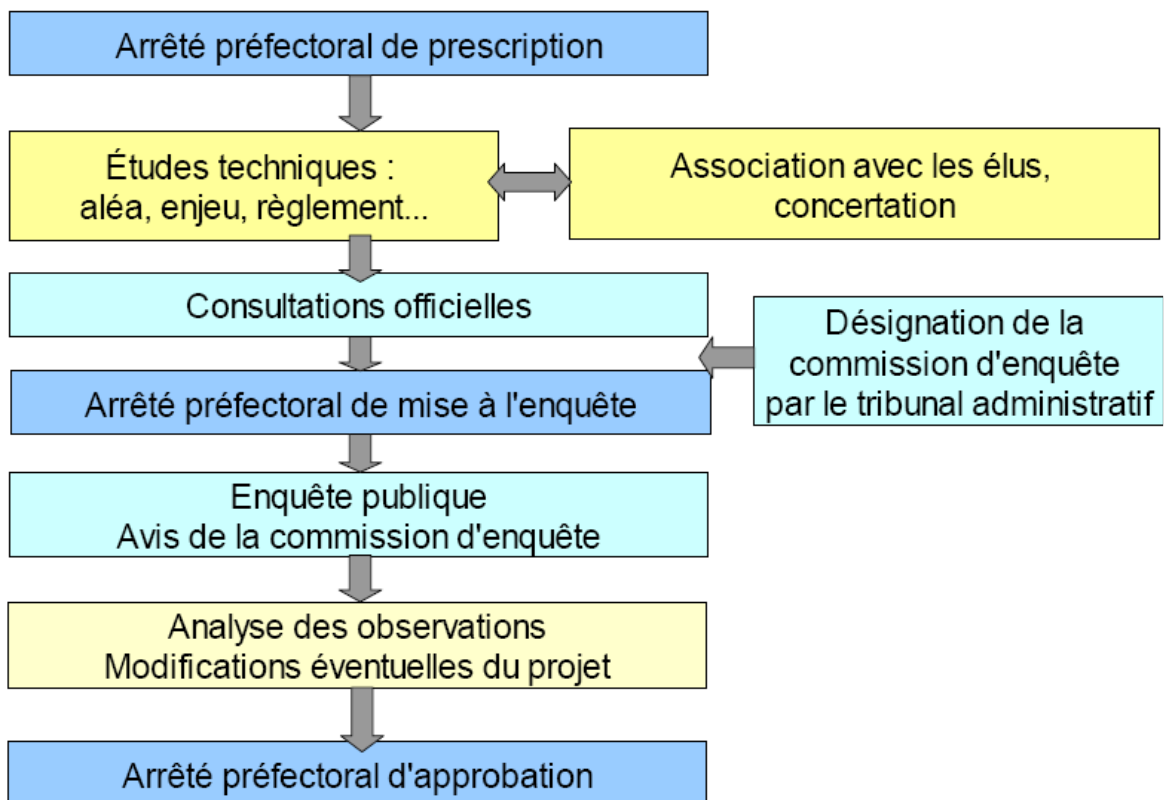 Arrêté préfectoral de prescription
Études techniques :
aléa, enjeu, règlement...
Association avec les élus,
concertation
Consultations officielles
Désignation de la
commission d'enquête
par le tribunal administratif
Arrêté préfectoral de mise à l'enquête
Enquête publique
Avis de la commission d'enquête
Analyse des observations
Modifications éventuelles du projet
Arrêté préfectoral d'approbation